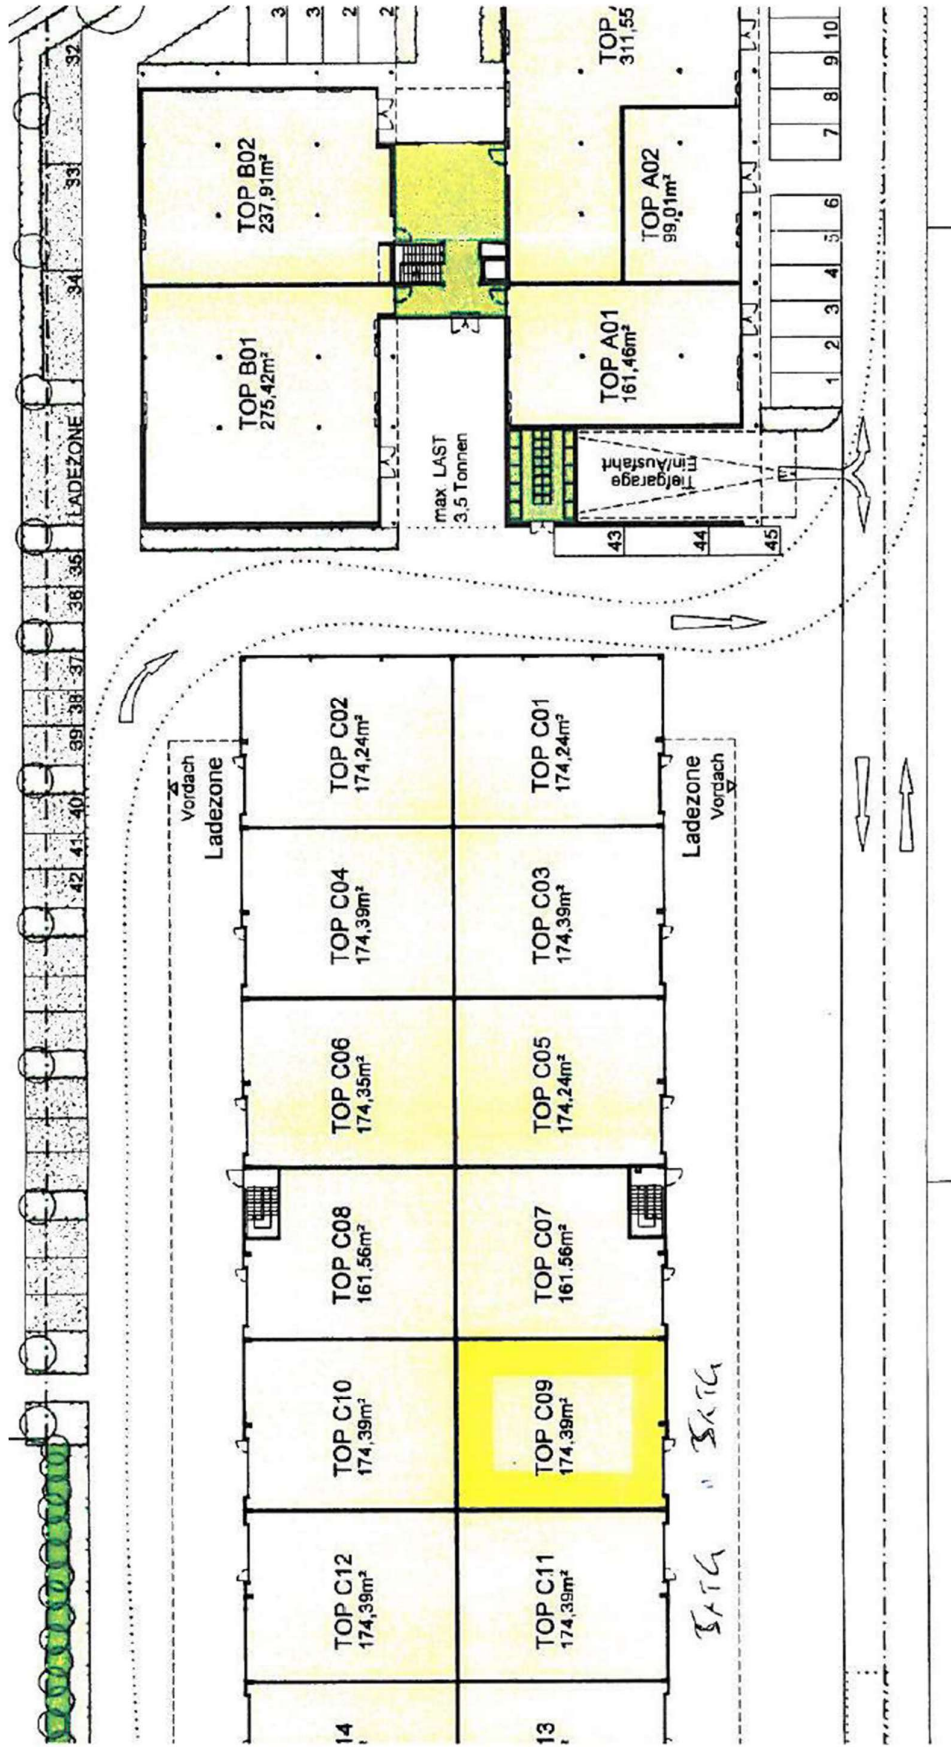 3
3
2
2
32
33
34
LADEZONE
35
36
37
38
39
40
41
42
TOP B02
237,91m²
TOP B01
275,42m²
TOP
311,55
TOP A02
99,01m²
TOP A01
161,46m²
10
9
8
7
6
5
4
3
2
1
max. LAST
3,5 Tonnen
Tiefgarage
Ein/Ausfahrt
43
44
45
Vordach
Ladezone
TOP C02
174,24m²
TOP C01
174,24m²
Ladezone
Vordach
TOP C04
174,39m²
TOP C03
174,39m²
TOP C06
174,35m²
TOP C05
174,24m²
TOP C08
161,56m²
TOP C07
161,56m²
TOP C10
174,39m²
TOP C09
174,39m²
TOP C12
174,39m²
TOP C11
174,39m²
14
13